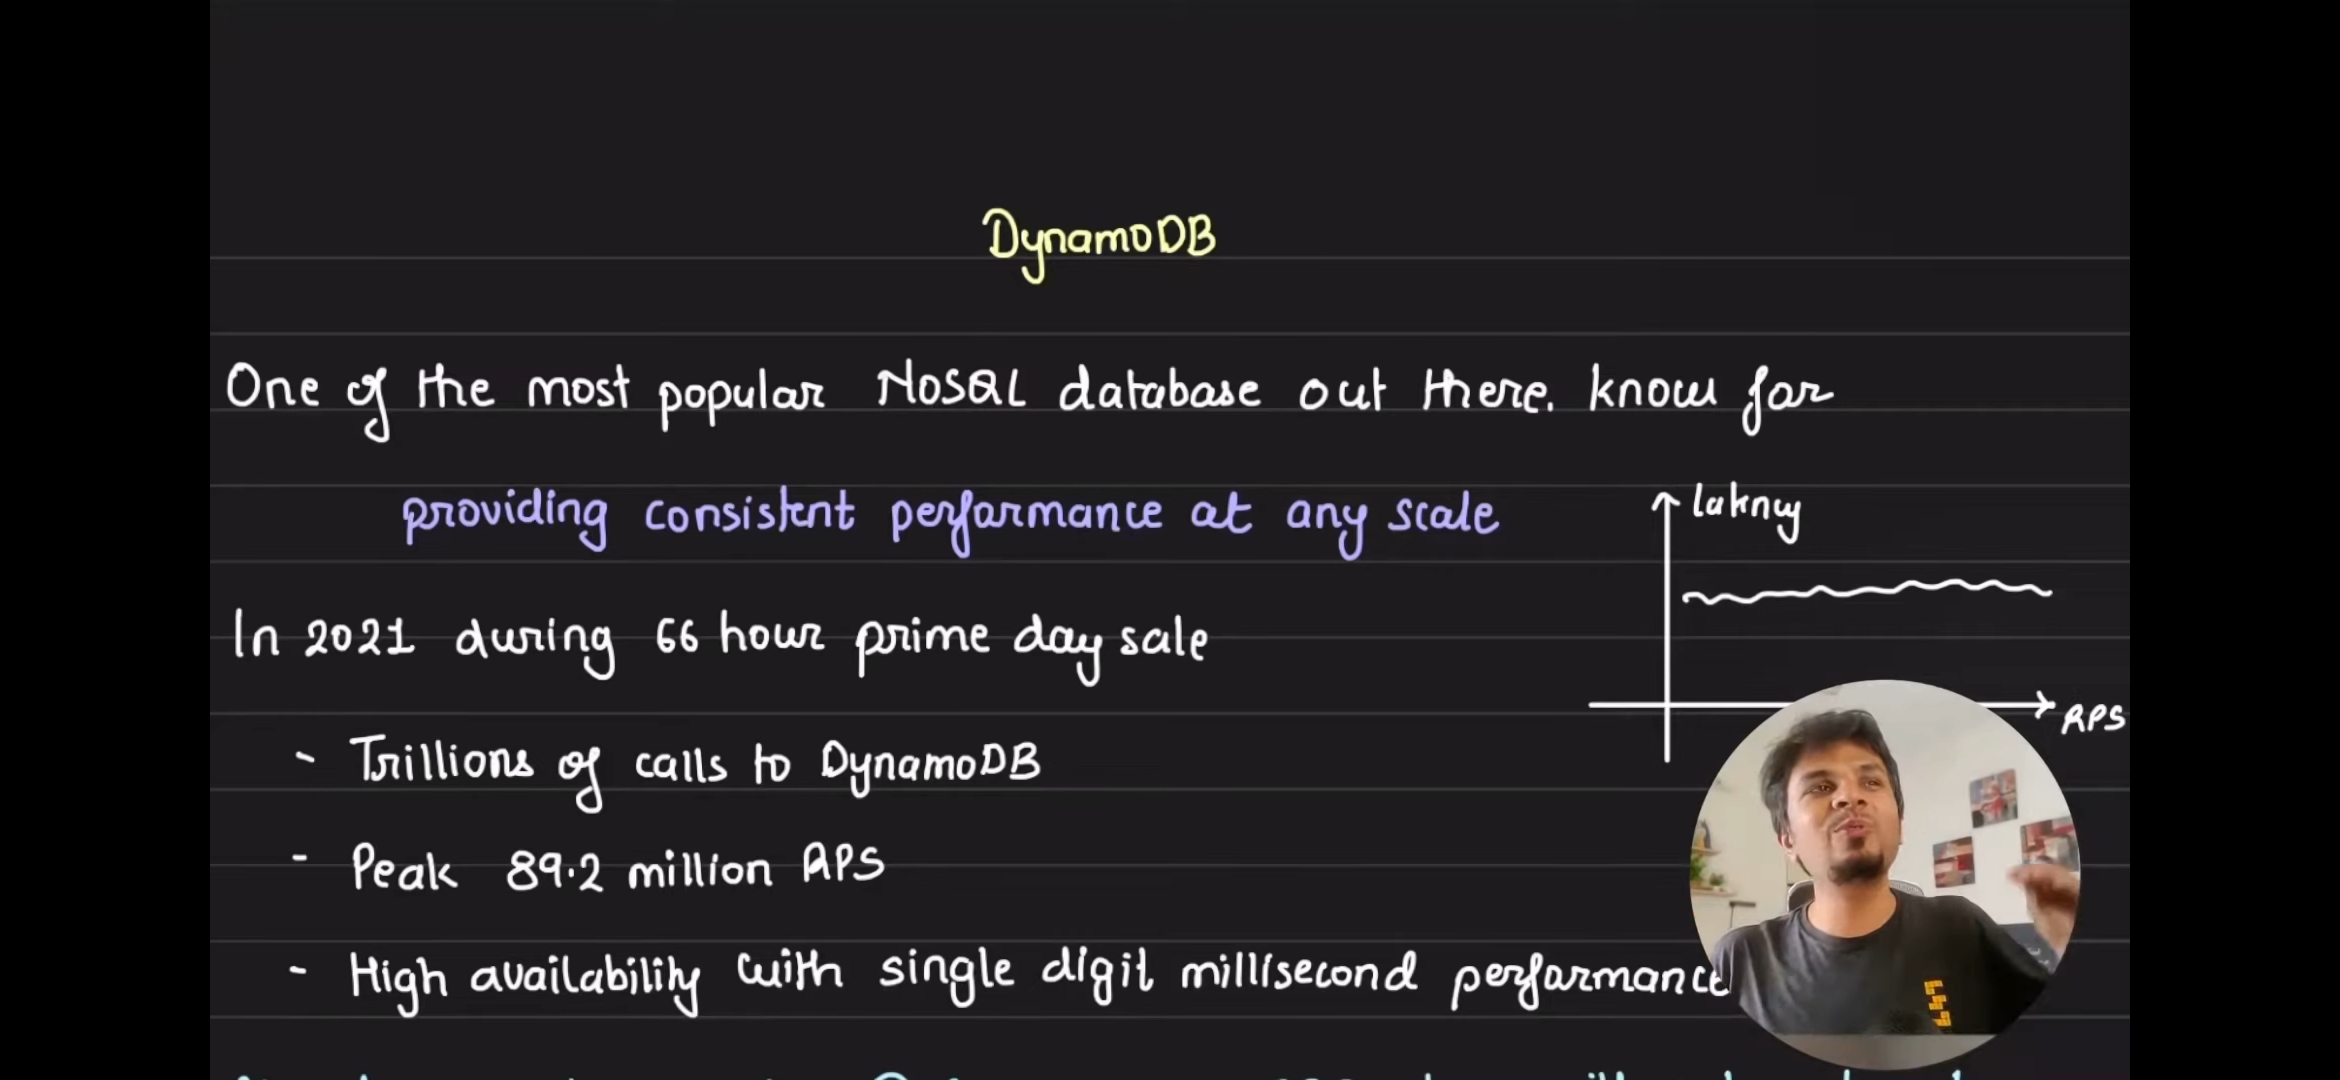 DynamoDB
One of the most popular NoSQL database out there. know for
providing consistent performance at any scale
latency
In 2021 during 66 hour prime day sale
RPS
- Trillions of calls to DynamoDB
- Peak 89.2 million RPS
- High availability with single digit millisecond performance